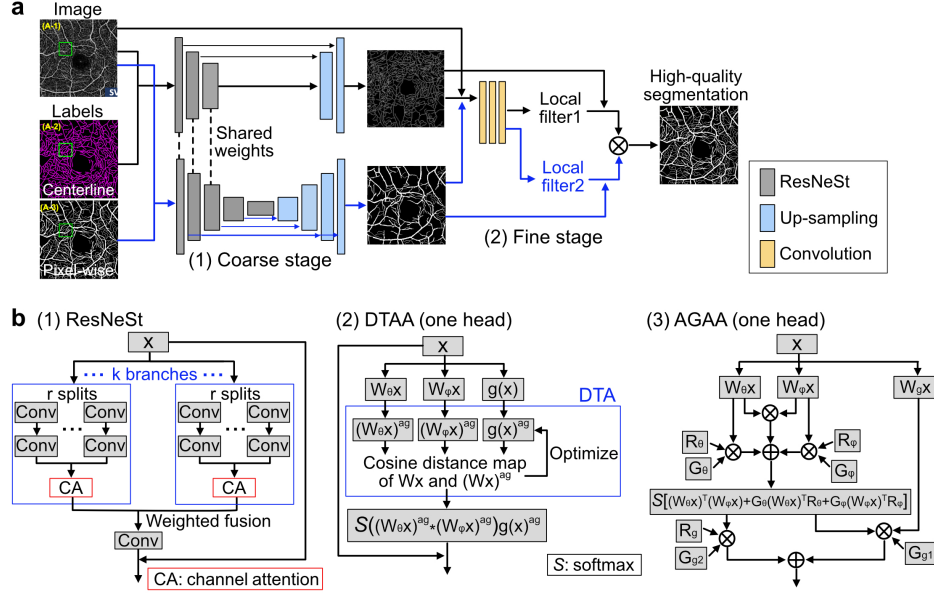 a
Image
(A-1)
SV
Labels
(A-2)
Centerline
(A-3)
Pixel-wise
Shared
weights
(1) Coarse stage
Local
filter1
Local
filter2
(2) Fine stage
High-quality
segmentation
ResNeSt
Up-sampling
Convolution
b
(1) ResNeSt
x
k branches
r splits
r splits
Conv
Conv
Conv
Conv
Conv
Conv
Conv
Conv
CA
CA
Weighted fusion
Conv
CA: channel attention
(2) DTAA (one head)
x
Wθx
Wφx
g(x)
DTA
(Wθx)ᵃᵍ
(Wφx)ᵃᵍ
g(x)ᵃᵍ
Optimize
Cosine distance map
of Wx and (Wx)ᵃᵍ
S((Wθx)ᵃᵍ*(Wφx)ᵃᵍ)g(x)ᵃᵍ
S: softmax
(3) AGAA (one head)
x
Wθx
Wφx
Wgx
Rθ
Rφ
Gθ
Gφ
S[(Wθx)ᵀ(Wφx)+Gθ(Wθx)ᵀRθ+Gφ(Wφx)ᵀRφ]
Rg
Gg2
Gg1